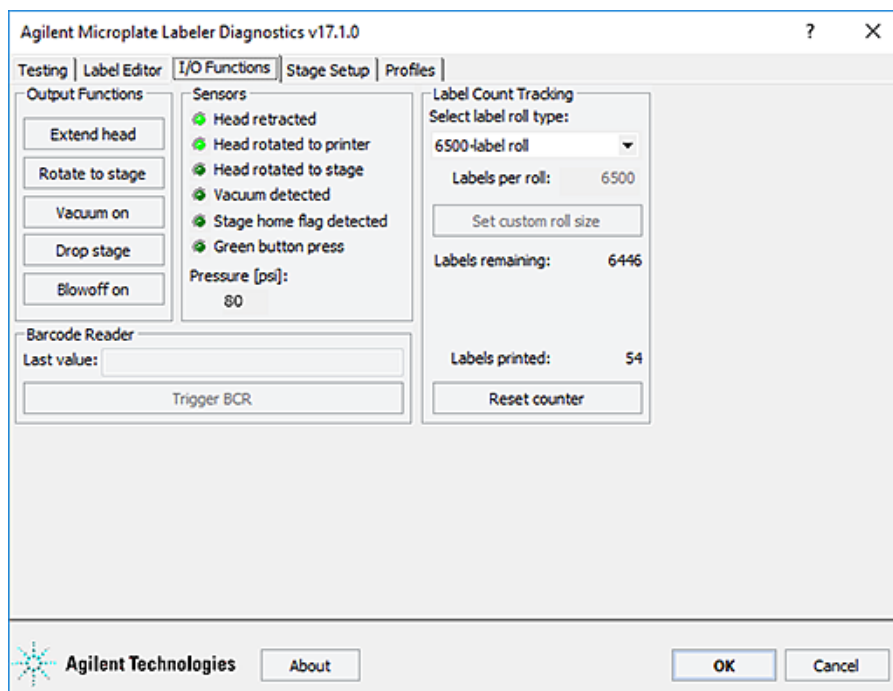 Agilent Microplate Labeler Diagnostics v17.1.0
?
Testing
Label Editor
I/O Functions
Stage Setup
Profiles
Output Functions
Extend head
Rotate to stage
Vacuum on
Drop stage
Blowoff on
Sensors
Head retracted
Head rotated to printer
Head rotated to stage
Vacuum detected
Stage home flag detected
Green button press
Pressure [psi]:
80
Label Count Tracking
Select label roll type:
6500-label roll
Labels per roll: 6500
Set custom roll size
Labels remaining: 6446
Labels printed: 54
Reset counter
Barcode Reader
Last value:
Trigger BCR
Agilent Technologies
About
OK
Cancel